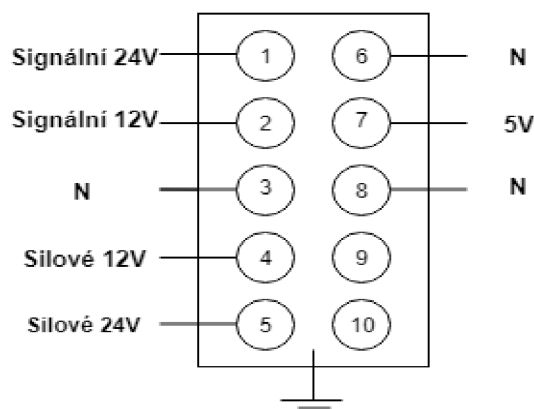 Signální 24V 1 6 N
Signální 12V 2 7 5V
N 3 8 N
Silové 12V 4 9
Silové 24V 5 10